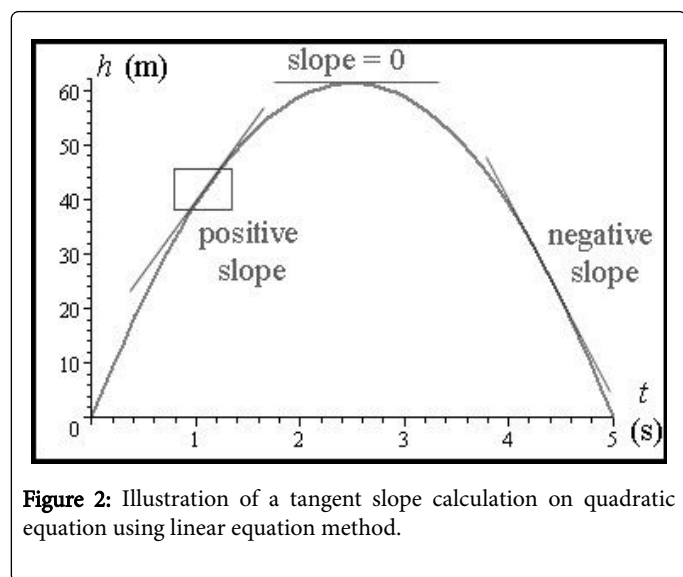 h (m)
slope = 0
60
50
40
30
20
10
0
positive
slope
negative
slope
t
1 2 3 4 5 (s)
Figure 2: Illustration of a tangent slope calculation on quadratic
equation using linear equation method.